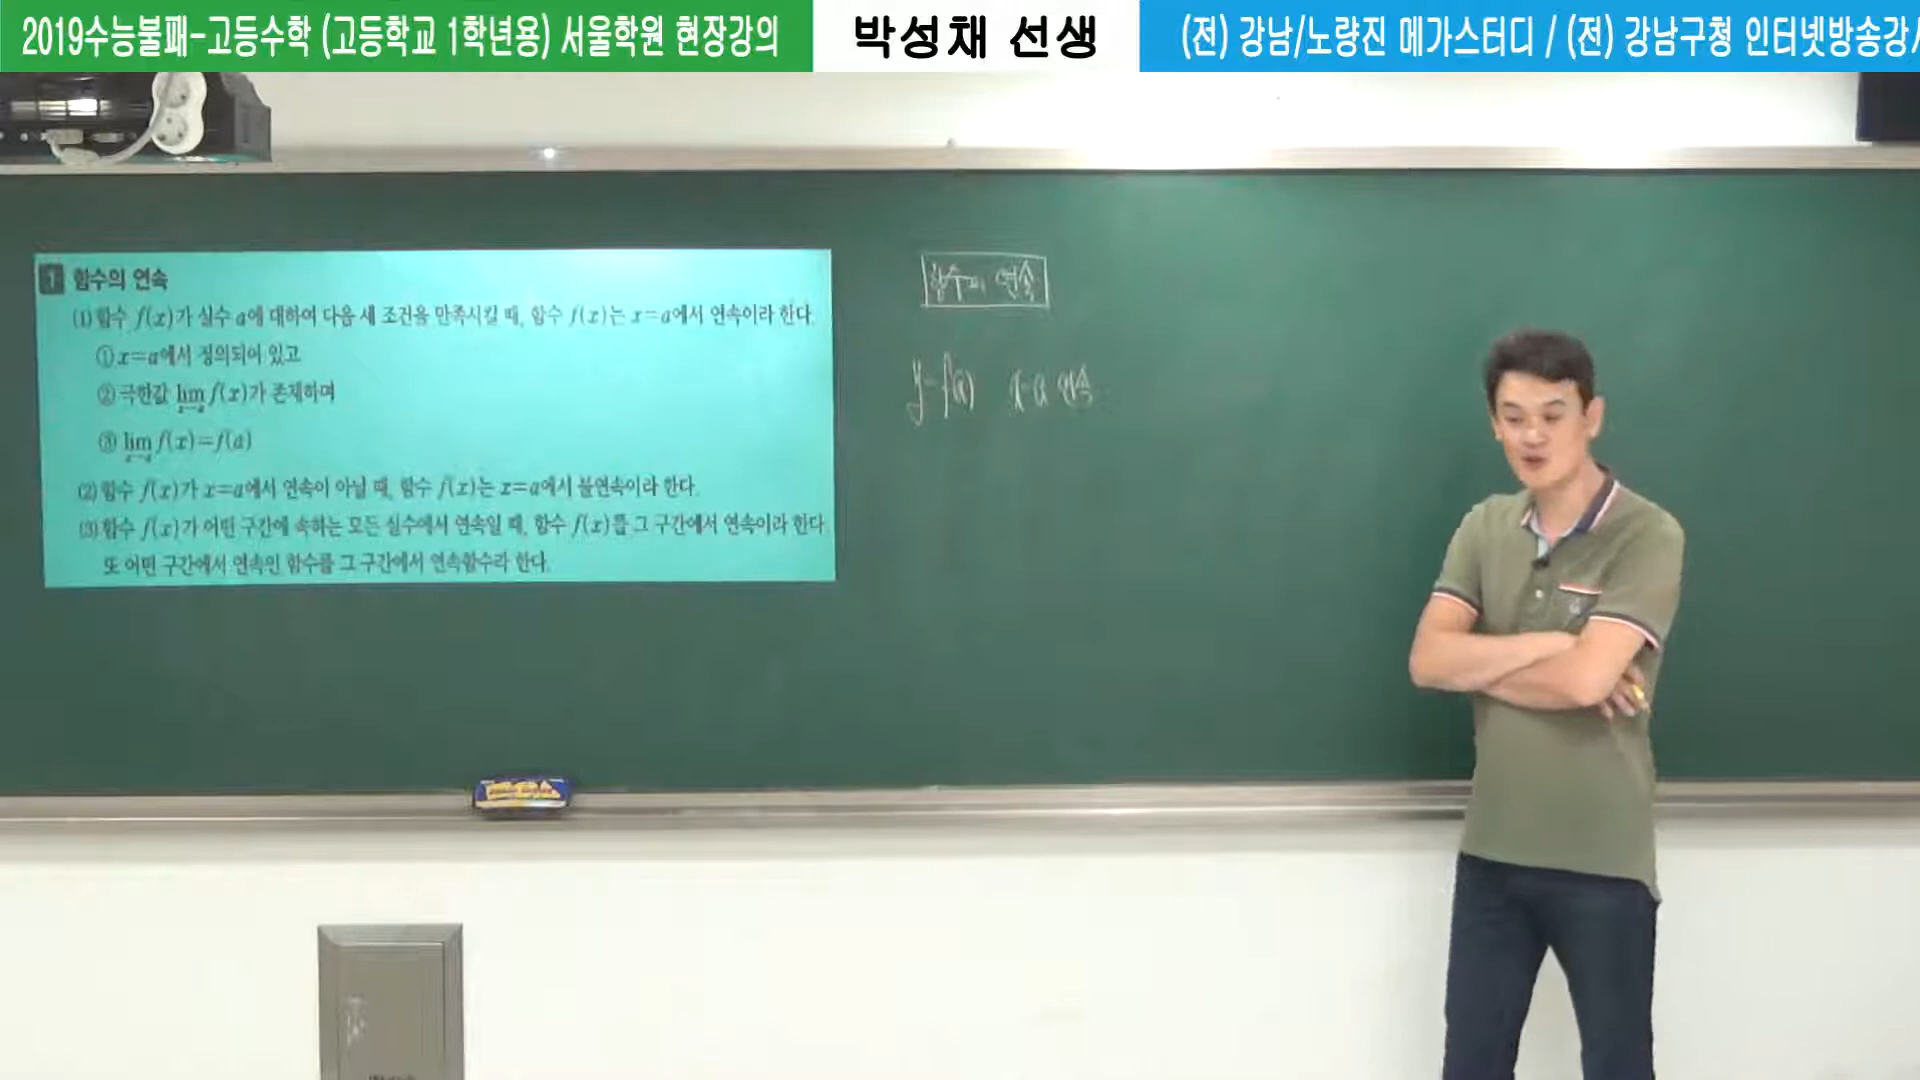 2019수능불패-고등수학 (고등학교 1학년용) 서울학원 현장강의
박성채 선생
(전) 강남/노량진 메가스터디 / (전) 강남구청 인터넷방송강사
1 함수의 연속
(1) 함수 f(x)가 실수 a에 대하여 다음 세 조건을 만족시킬 때, 함수 f(x)는 x=a에서 연속이라 한다.
① x=a에서 정의되어 있고
② 극한값 lim x→a f(x)가 존재하며
③ lim x→a f(x)=f(a)
(2) 함수 f(x)가 x=a에서 연속이 아닐 때, 함수 f(x)는 x=a에서 불연속이라 한다.
(3) 함수 f(x)가 어떤 구간에 속하는 모든 실수에서 연속일 때, 함수 f(x)를 그 구간에서 연속이라 한다
또 어떤 구간에서 연속인 함수를 그 구간에서 연속함수라 한다.
함수의 연속
y=f(x) x=a 연속